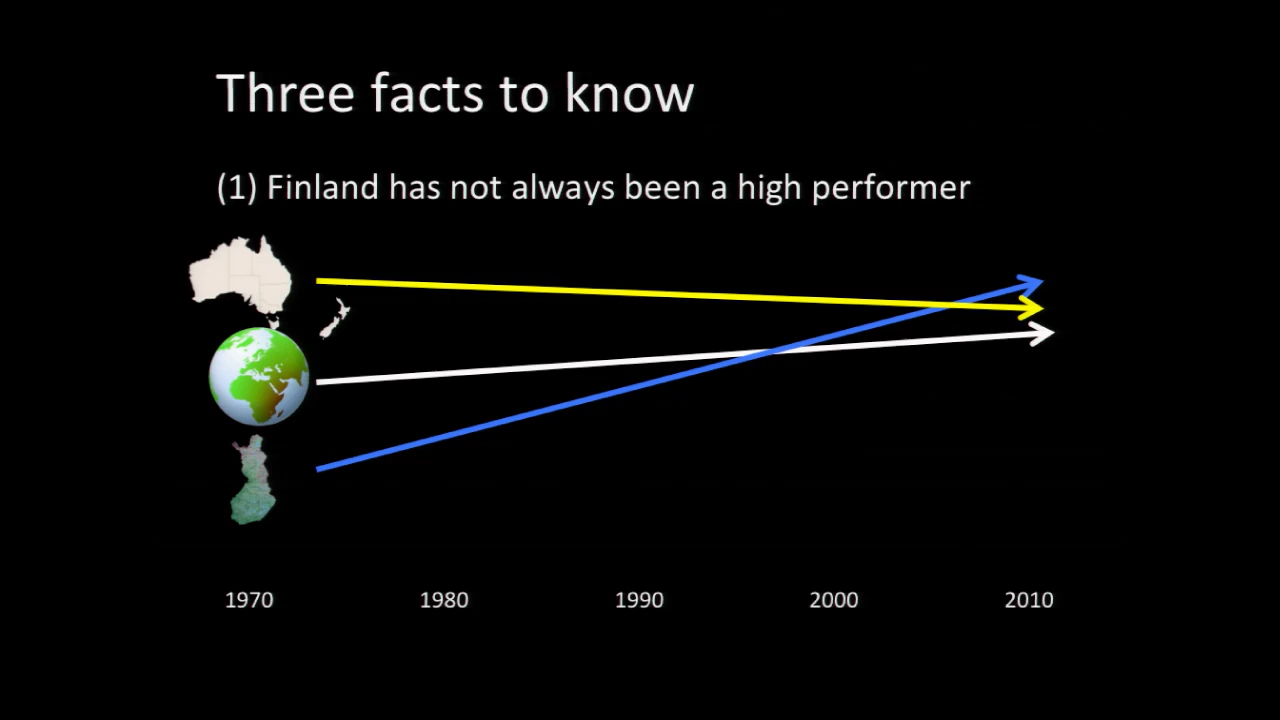 Three facts to know
(1) Finland has not always been a high performer
1970 1980 1990 2000 2010